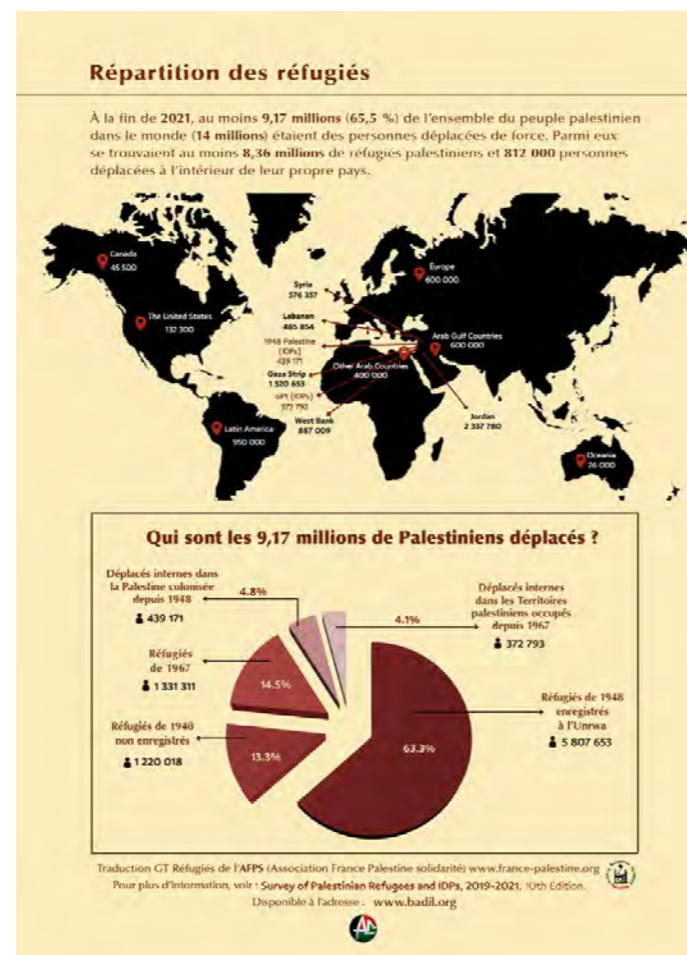 Répartition des réfugiés
À la fin de 2021, au moins 9,17 millions (65,5 %) de l'ensemble du peuple palestinien
dans le monde (14 millions) étaient des personnes déplacées de force. Parmi eux
se trouvaient au moins 8,36 millions de réfugiés palestiniens et 812 000 personnes
déplacées à l'intérieur de leur propre pays.
Canada
45 500
The United States
132 300
Latin America
950 000
Europe
600 000
Syria
576 357
Lebanan
485 854
1948 Palestine
(IDPs)
439 171
Gaza Strip
1 520 653
oPt (IDPs)
372 793
West Bank
887 009
Other Arab Countries
400 000
Arab Gulf Countries
600 000
Jordan
2 337 780
Oceania
26 000
Qui sont les 9,17 millions de Palestiniens déplacés ?
Déplacés internes dans
la Palestine colonisée
depuis 1948
439 171
4.8%
Déplacés internes
dans les Territoires
palestiniens occupés
depuis 1967
372 793
4.1%
Réfugiés
de 1967
1 331 311
14.5%
Réfugiés de 1948
non enregistrés
1 220 018
13.3%
Réfugiés de 1948
enregistrés
à l'Unrwa
5 807 653
63.3%
Traduction GT Réfugiés de l'AFPS (Association France Palestine solidarité) www.france-palestine.org
Pour plus d'information, voir : Survey of Palestinian Refugees and IDPs, 2019-2021, 10th Edition.
Disponible à l'adresse : www.badil.org